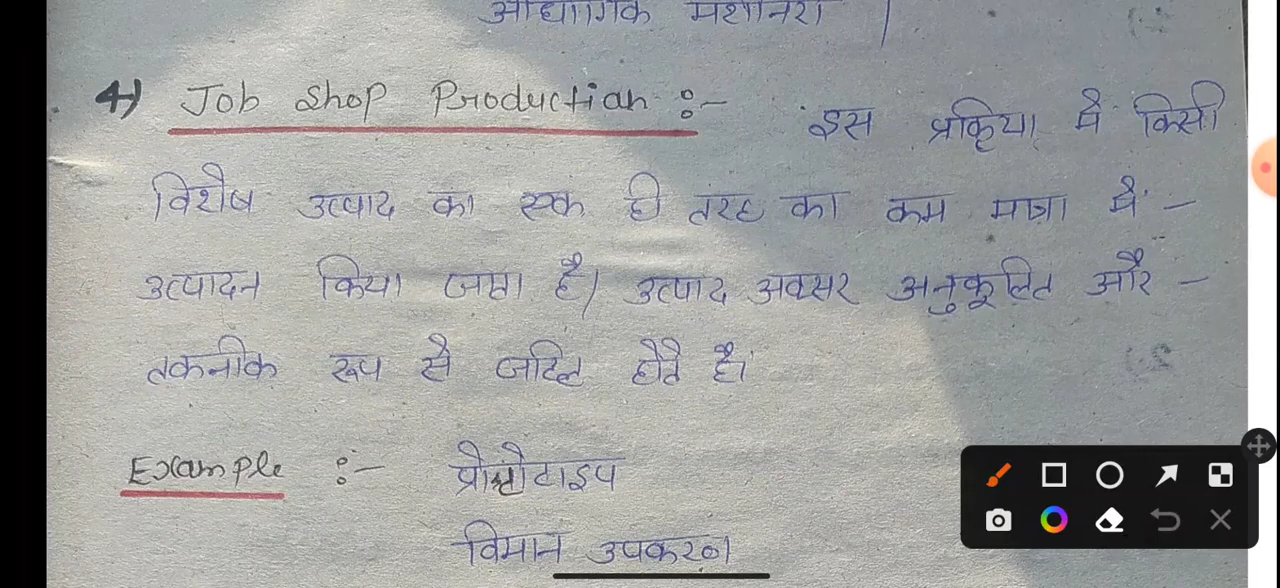 औद्योगिक मशीनरी |
4) Job Shop Production :- इस प्रक्रिया में किसी
विशेष उत्पाद का एक ही तरह का कम मात्रा में -
उत्पादन किया जाता है। उत्पाद अक्सर अनुकूलित और -
तकनीक रूप से जटिल होते है।
Example :- प्रोटोटाइप
विमान उपकरण